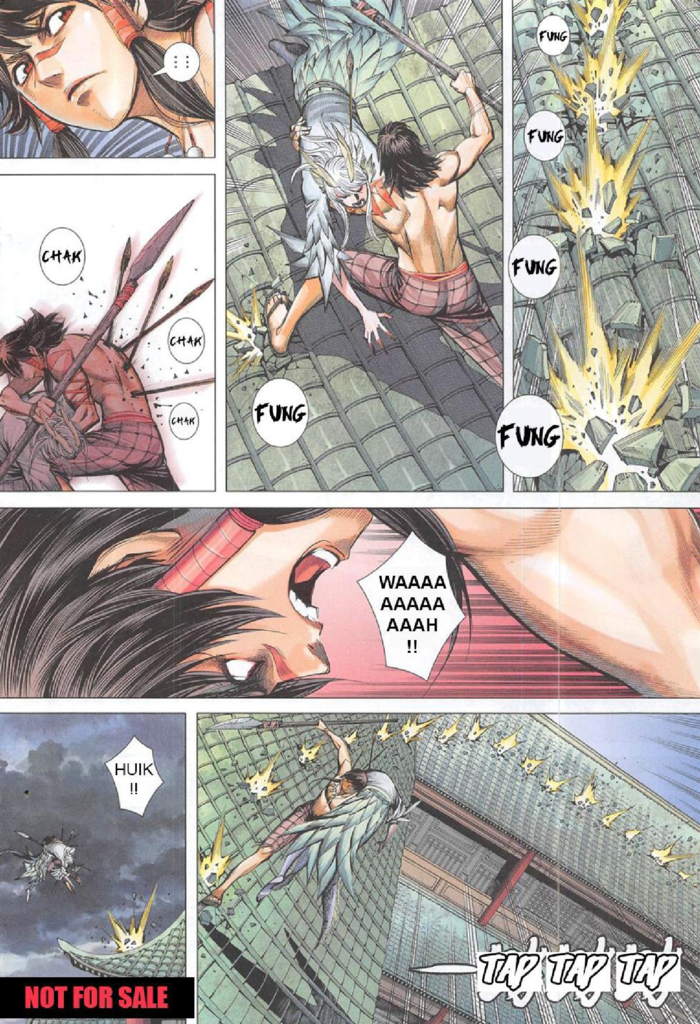 FUNG
FUNG
FUNG
FUNG
FUNG
:::
CHAK
CHAK
CHAK
WAAAA
AAAAA
AAAH
!!
TAP TAP TAP
HUIK
!!
NOT FOR SALE